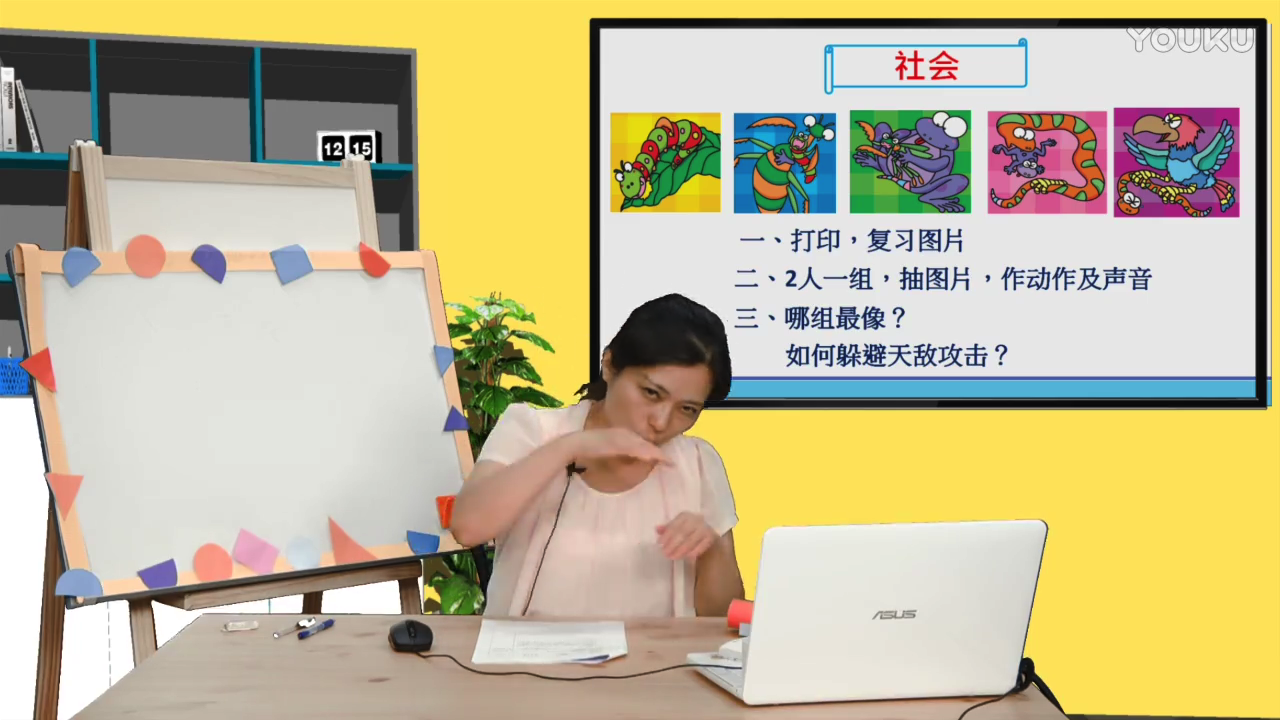 YOUKU
社会
12 15
一、打印，复习图片
二、2人一组，抽图片，作动作及声音
三、哪组最像？
如何躲避天敌攻击？
ASUS